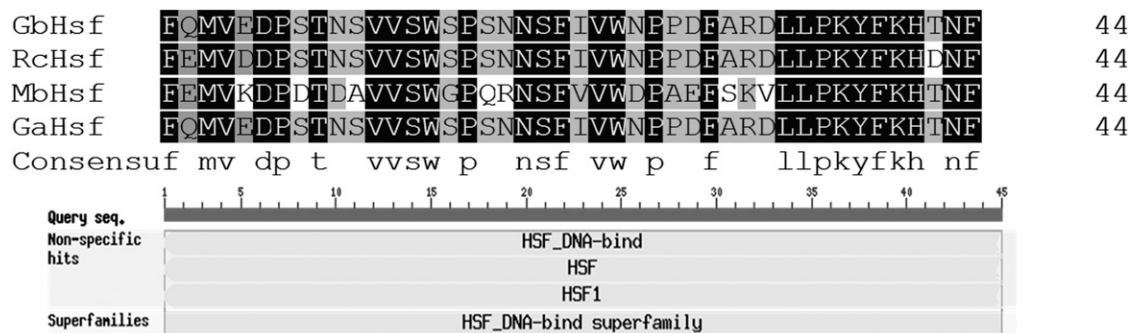 GbHsf FQMVEDPSTNSVVSWSPSNNSFIVWNPPDFARDLLPKYFKHTNF 44
RcHsf FEMVDDPSTNSVVSWSPSNNSFIVWNPPDFARDLLPKYFKHDNF 44
MbHsf FEMVKDPDTDAVVSWGPQRNSFVVWDPAEFSKVLLPKYFKHTNF 44
GaHsf FQMVEDPSTNSVVSWSPSNNSFIVWNPPDFARDLLPKYFKHTNF 44
Consensuf mv dp t vvsw p nsf vw p f llpkyfkh nf
1 5 10 15 20 25 30 35 40 45
Query seq.
Non-specific hits
HSF_DNA-bind
HSF
HSF1
Superfamilies HSF_DNA-bind superfamily